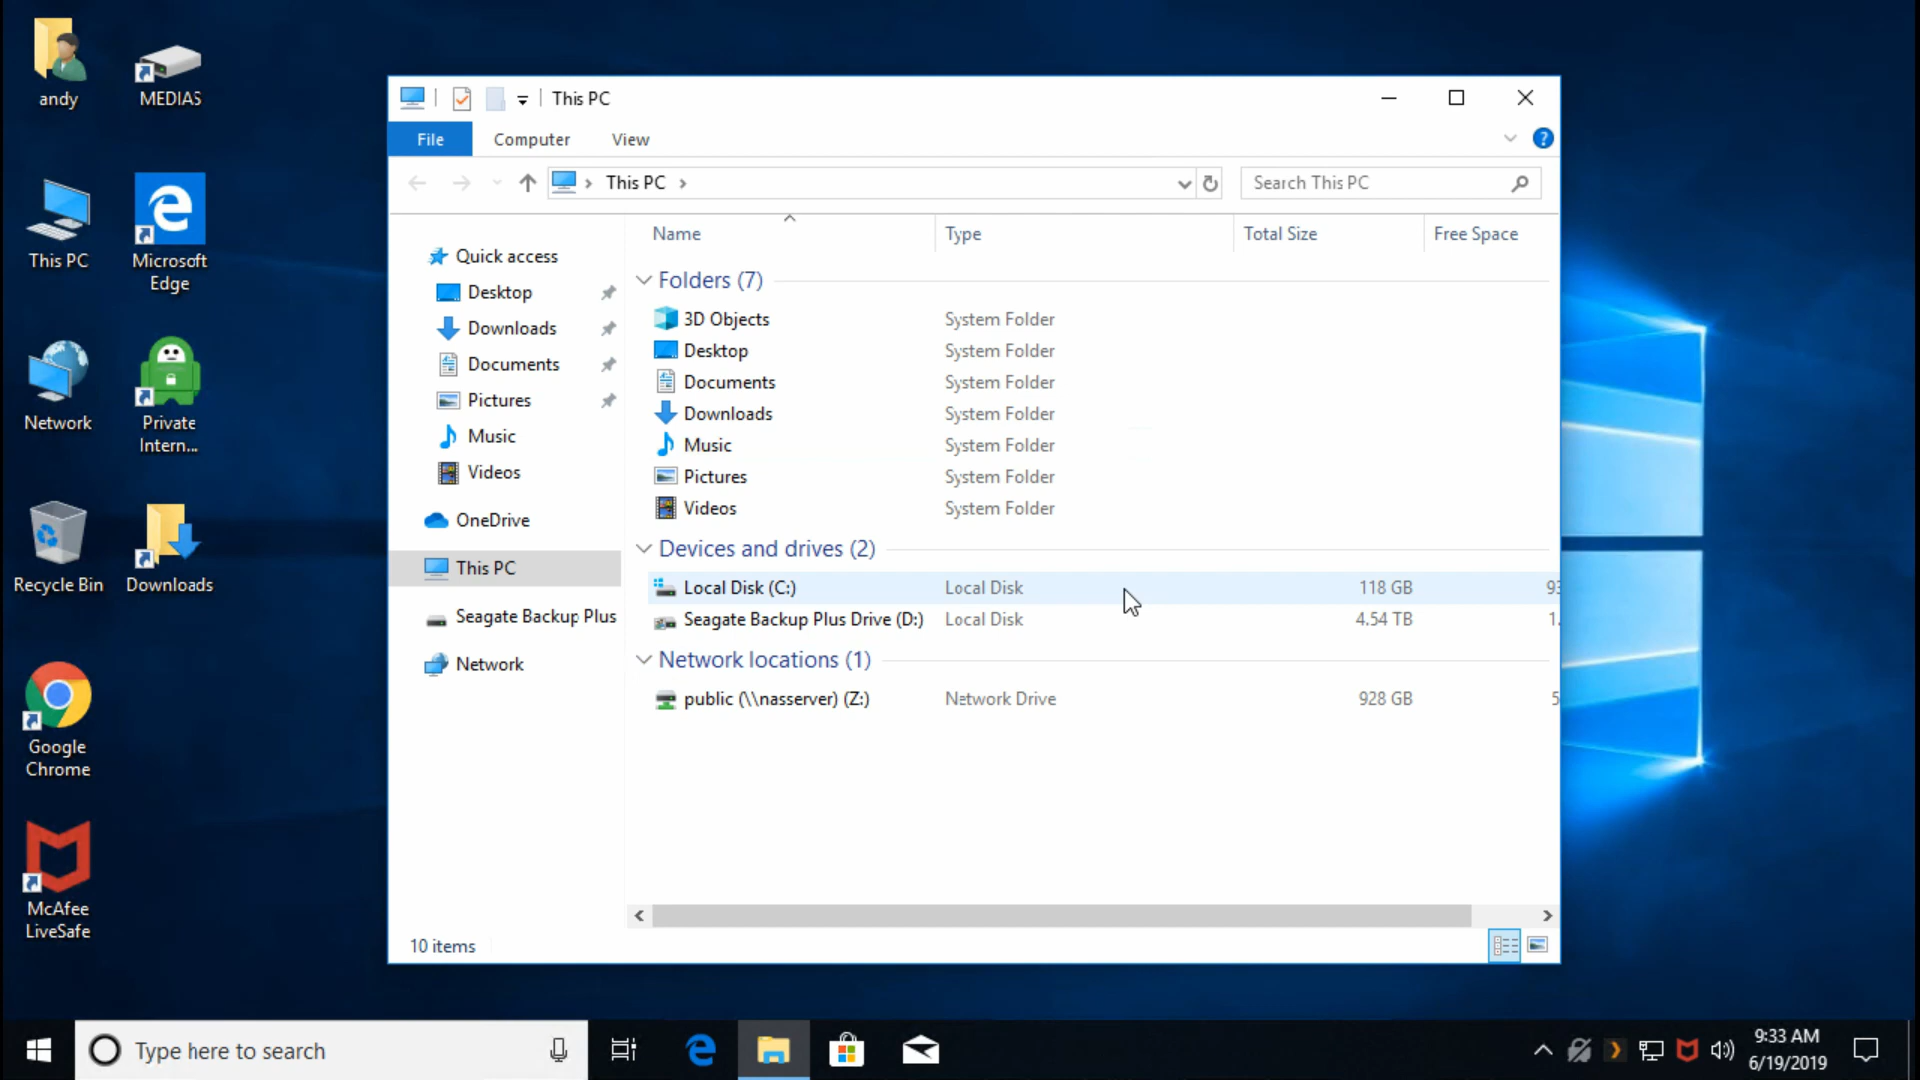 andy
MEDIAS
This PC
Microsoft
Edge
Network
Private
Intern...
Recycle Bin
Downloads
Google
Chrome
McAfee
LiveSafe
This PC
File
Computer
View
?
This PC
Search This PC
Name
Type
Total Size
Free Space
Quick access
Desktop
Downloads
Documents
Pictures
Music
Videos
OneDrive
This PC
Seagate Backup Plus
Network
Folders (7)
3D Objects System Folder
Desktop System Folder
Documents System Folder
Downloads System Folder
Music System Folder
Pictures System Folder
Videos System Folder
Devices and drives (2)
Local Disk (C:) Local Disk 118 GB 93
Seagate Backup Plus Drive (D:) Local Disk 4.54 TB 1.
Network locations (1)
public (\\nasserver) (Z:) Network Drive 928 GB 5
10 items
Type here to search
9:33 AM
6/19/2019